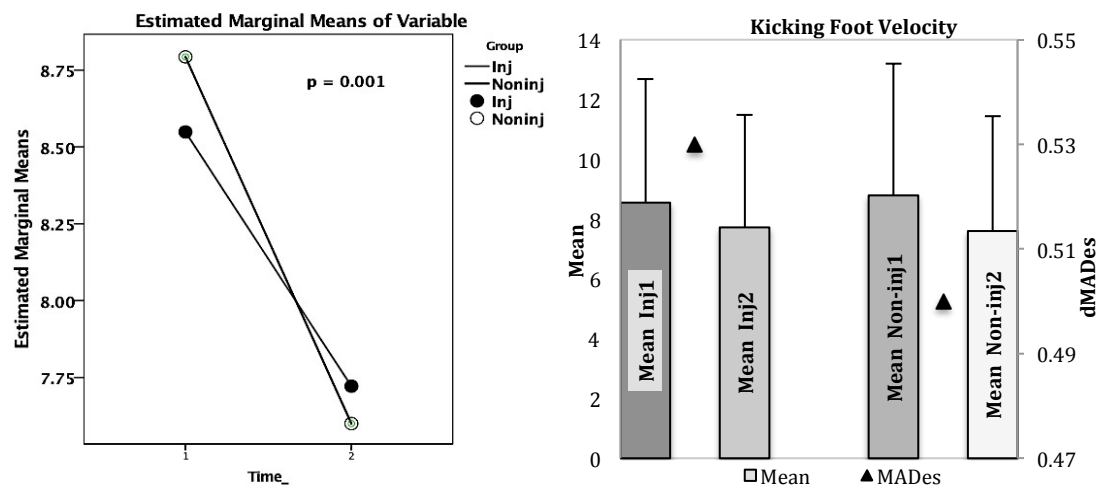 Estimated Marginal Means of Variable
Estimated Marginal Means
8.75
8.50
8.25
8.00
7.75
p = 0.001
Group
Inj
Noninj
Inj
Noninj
1
2
Time_
Kicking Foot Velocity
Mean
14
12
10
8
6
4
2
0
Mean Inj1
Mean Inj2
Mean Non-inj1
Mean Non-inj2
0.55
0.53
0.51
0.49
0.47
dMADes
Mean
MADes